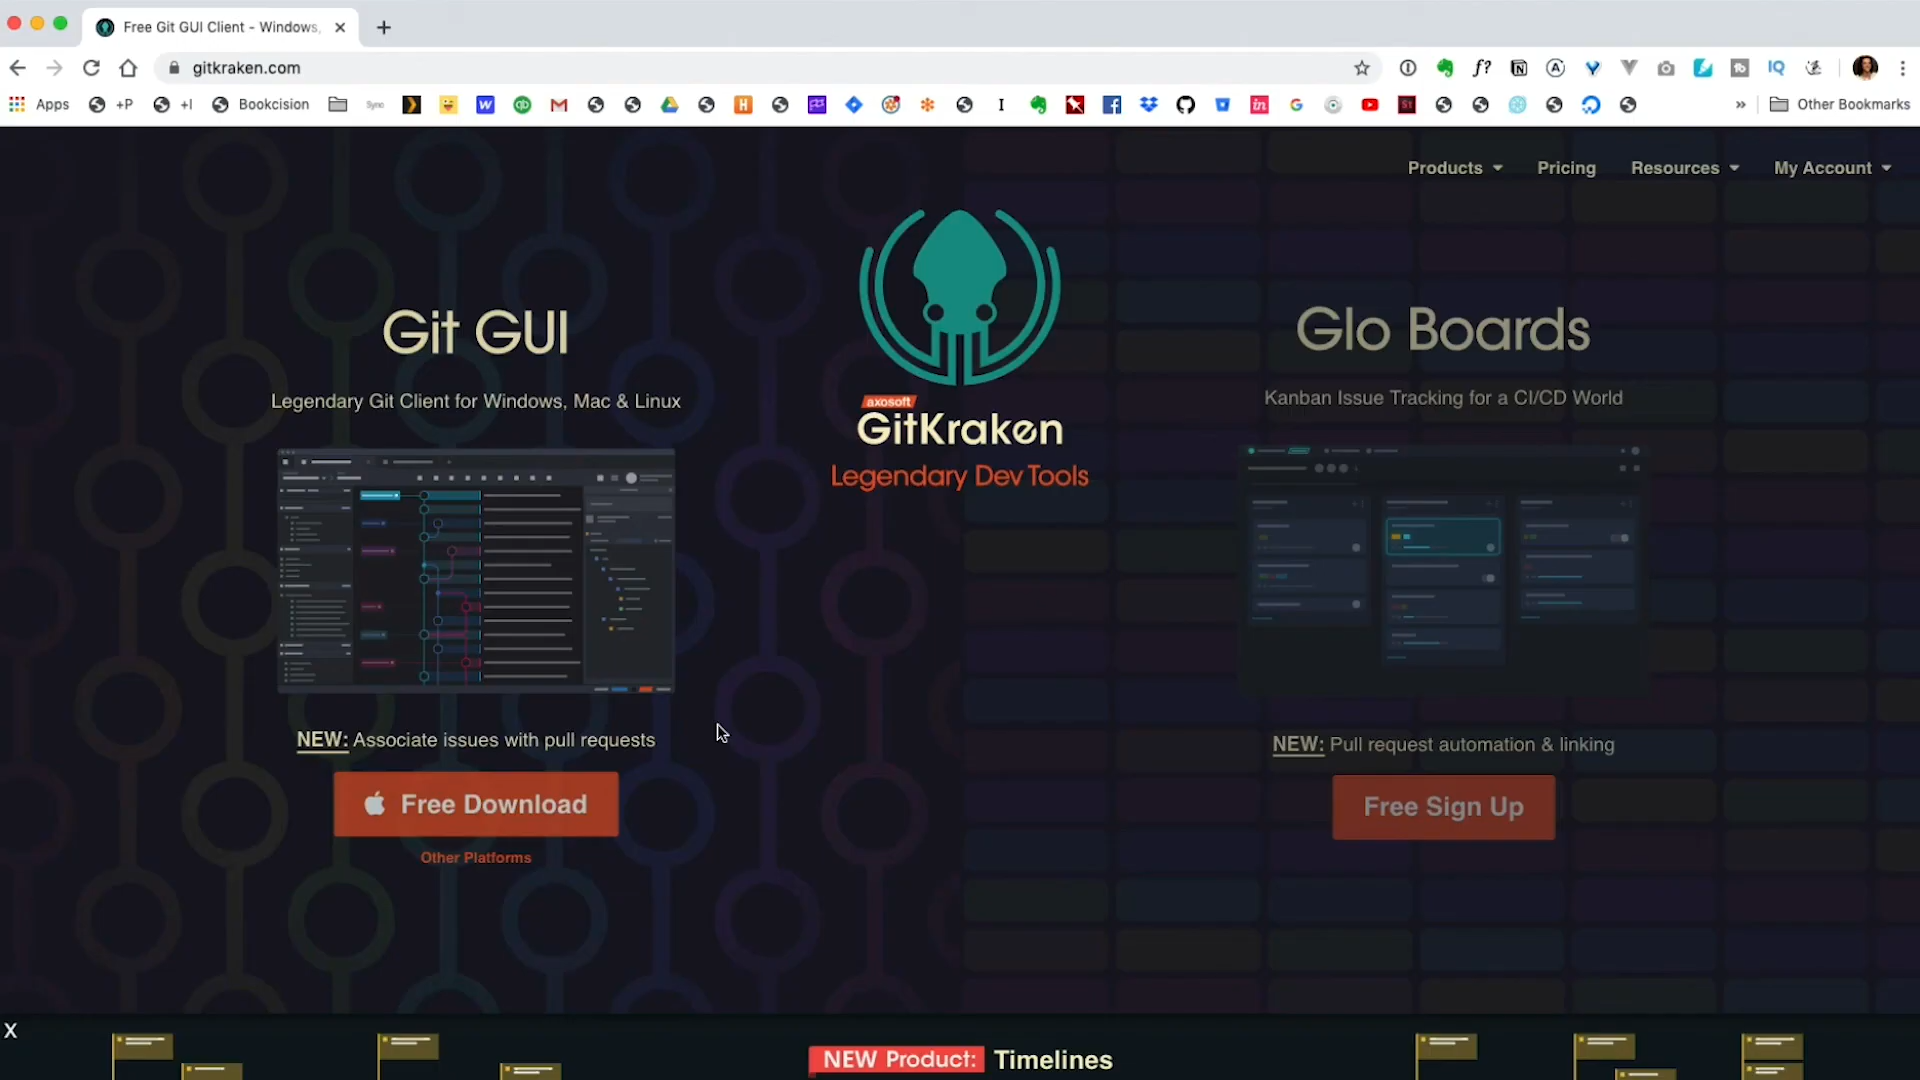 Free Git GUI Client - Windows,
gitkraken.com
Apps
+P
+I
Bookcision
Sync
Other Bookmarks
Products
Pricing
Resources
My Account
Git GUI
Legendary Git Client for Windows, Mac & Linux
NEW: Associate issues with pull requests
Free Download
Other Platforms
axosoft
GitKraken
Legendary Dev Tools
Glo Boards
Kanban Issue Tracking for a CI/CD World
NEW: Pull request automation & linking
Free Sign Up
X
NEW Product: Timelines